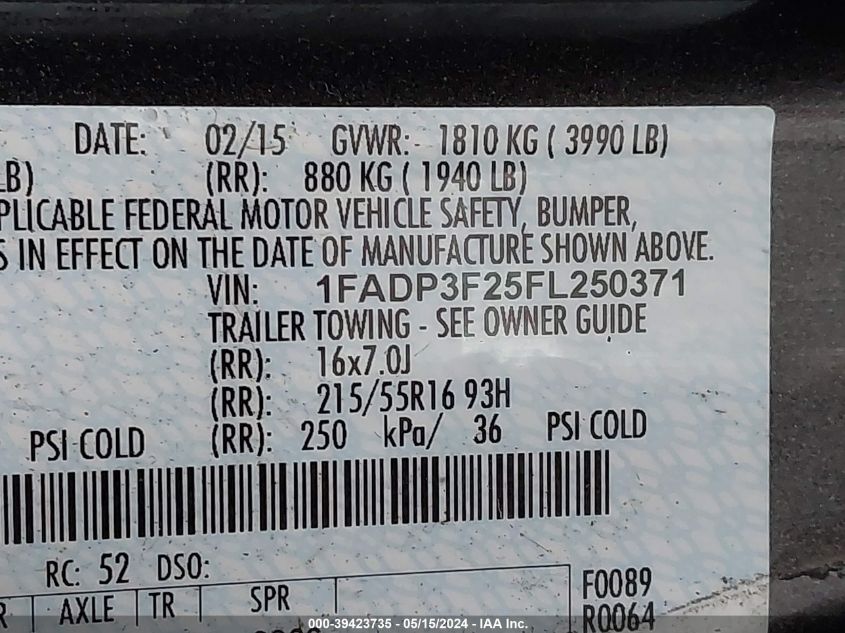 DATE: 02/15 GVWR: 1810 KG ( 3990 LB)
LB) (RR): 880 KG ( 1940 LB)
PLICABLE FEDERAL MOTOR VEHICLE SAFETY, BUMPER,
S IN EFFECT ON THE DATE OF MANUFACTURE SHOWN ABOVE.
VIN: 1FADP3F25FL250371
TRAILER TOWING - SEE OWNER GUIDE
(RR): 16x7.0J
(RR): 215/55R16 93H
PSI COLD (RR): 250 kPa/ 36 PSI COLD
RC: 52 DSO:
R AXLE TR SPR F0089
R0064
000-39423735 - 05/15/2024 - IAA Inc.